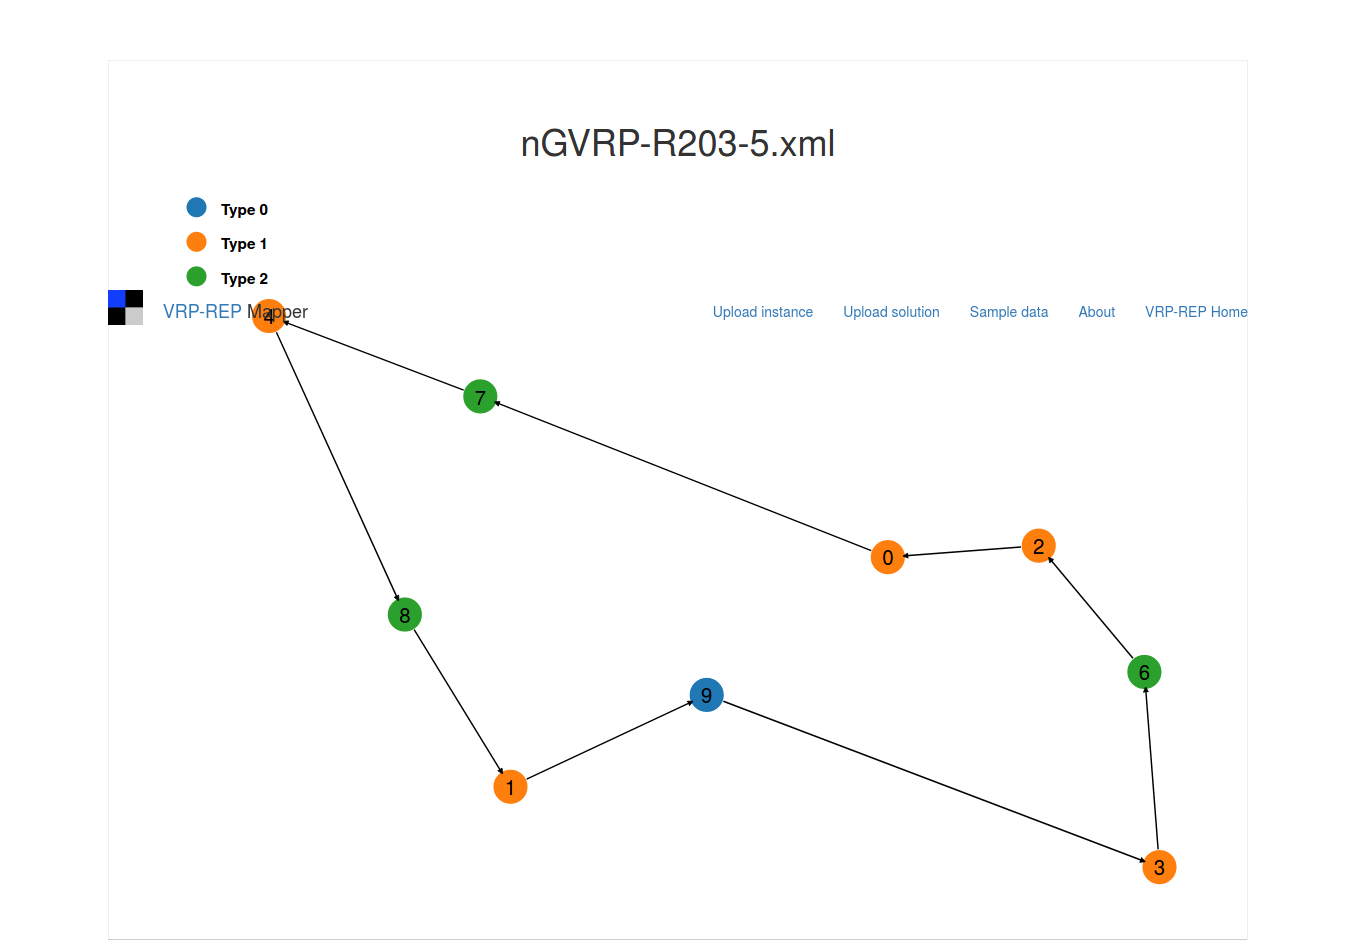 nGVRP-R203-5.xml
Type 0
Type 1
Type 2
VRP-REP Mapper
Upload instance
Upload solution
Sample data
About
VRP-REP Home
4
7
2
0
8
6
9
1
3